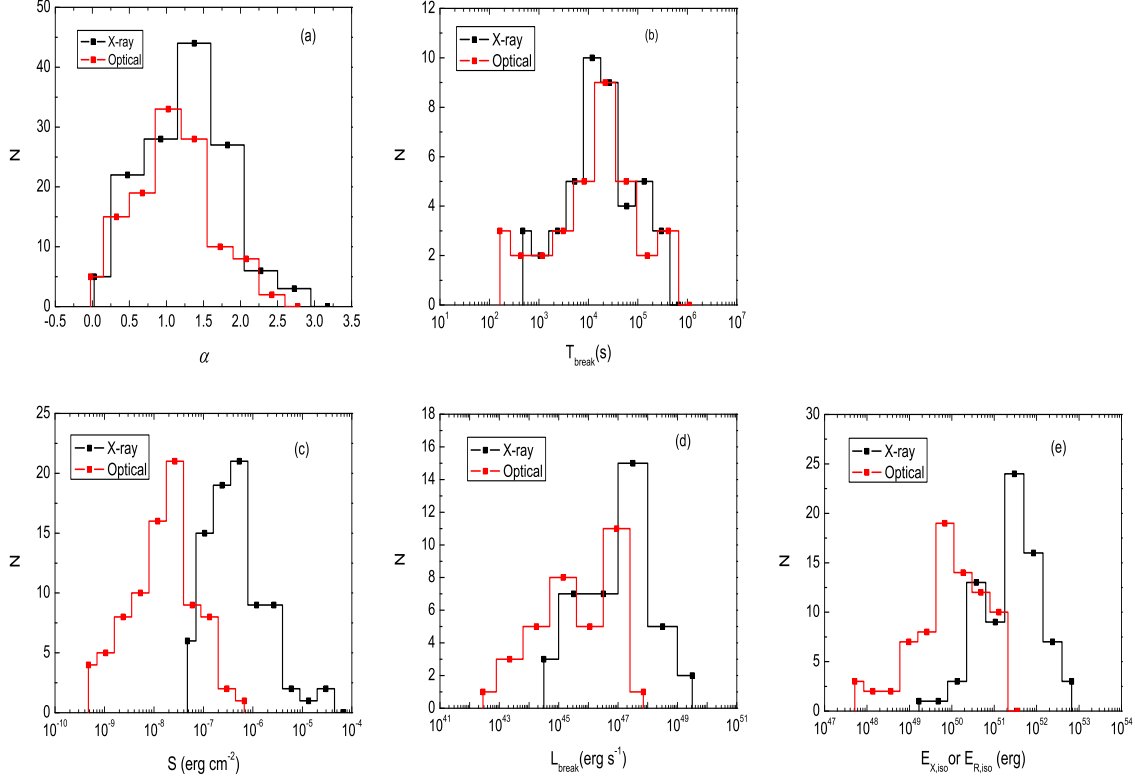 50
40
30
20
10
0
N
X-ray
Optical
(a)
-0.5 0.0 0.5 1.0 1.5 2.0 2.5 3.0 3.5
α
12
10
8
6
4
2
0
N
X-ray
Optical
(b)
10^1 10^2 10^3 10^4 10^5 10^6 10^7
T_break(s)
25
20
15
10
5
0
N
X-ray
Optical
(c)
10^-10 10^-9 10^-8 10^-7 10^-6 10^-5 10^-4
S (erg cm^-2)
18
16
14
12
10
8
6
4
2
0
N
X-ray
Optical
(d)
10^41 10^43 10^45 10^47 10^49 10^51
L_break(erg s^-1)
30
25
20
15
10
5
0
N
X-ray
Optical
(e)
10^47 10^48 10^49 10^50 10^51 10^52 10^53 10^54
E_X,iso or E_R,iso (erg)